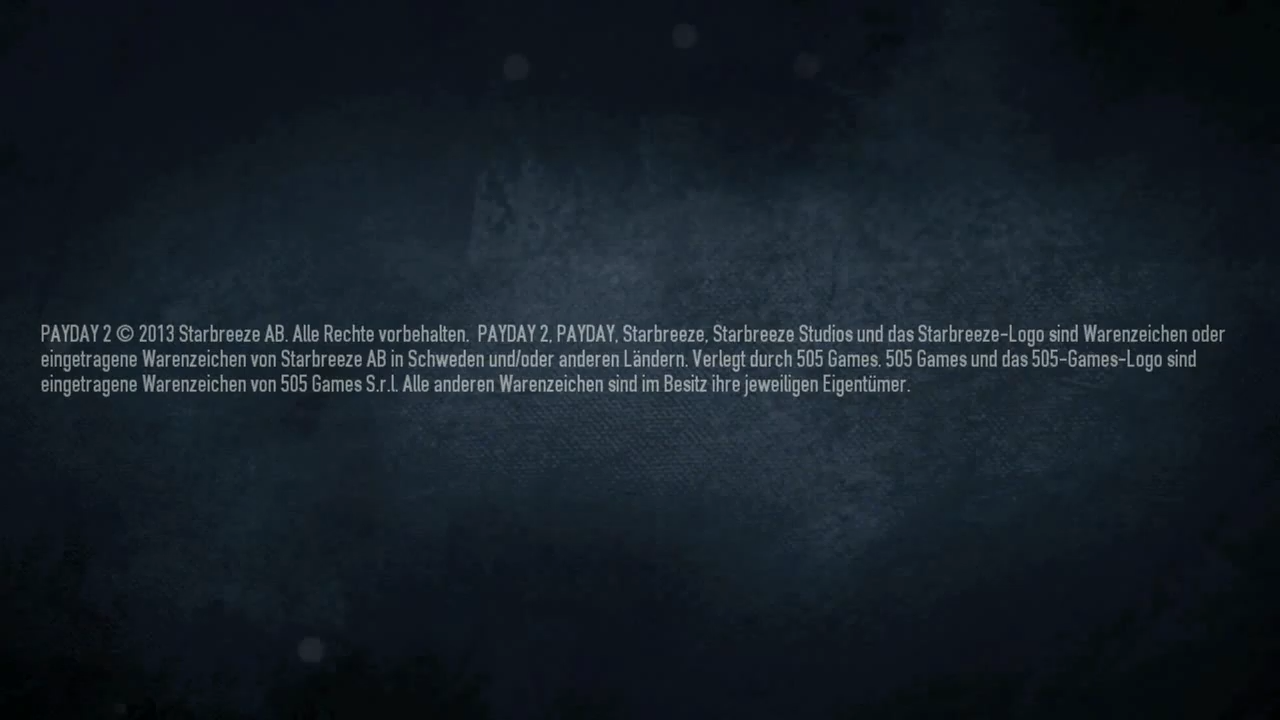 PAYDAY 2 © 2013 Starbreeze AB. Alle Rechte vorbehalten.  PAYDAY 2, PAYDAY, Starbreeze, Starbreeze Studios und das Starbreeze-Logo sind Warenzeichen oder
eingetragene Warenzeichen von Starbreeze AB in Schweden und/oder anderen Ländern. Verlegt durch 505 Games. 505 Games und das 505-Games-Logo sind
eingetragene Warenzeichen von 505 Games S.r.l. Alle anderen Warenzeichen sind im Besitz ihre jeweiligen Eigentümer.